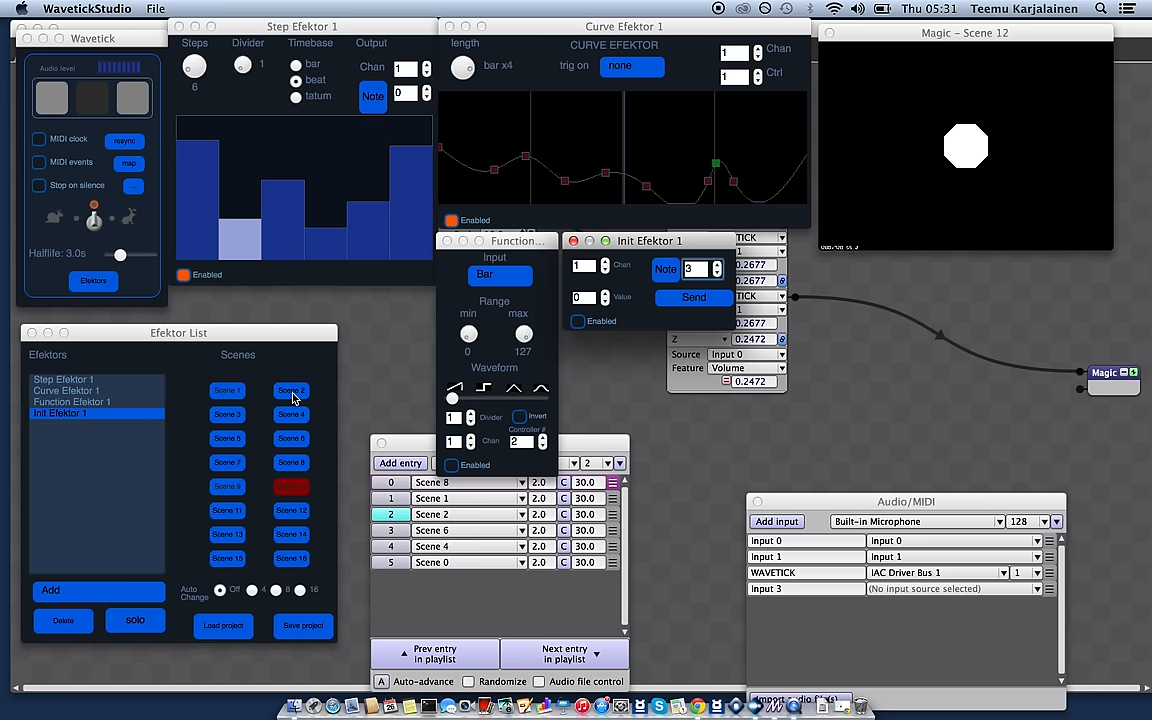 WavetickStudio File
Thu 05:31 Teemu Karjalainen
Wavetick
Audio level
MIDI clock
resync
MIDI events
map
Stop on silence
...
Halflife: 3.0s
Efektors
Step Efektor 1
Steps
6
Divider
1
Timebase
bar
beat
tatum
Output
Chan 1
Note 0
Enabled
Curve Efektor 1
length
bar x4
CURVE EFEKTOR
trig on none
1 Chan
1 Ctrl
Enabled
Magic - Scene 12
Function...
Input
Bar
Range
min max
0 127
Waveform
1 Divider
Invert
Controller #
1 Chan 2
Enabled
Init Efektor 1
1 Chan
Note 3
0 Value
Send
Enabled
TICK
1
0.2677
0.2677
TICK
1
0.2677
Z 0.2472
Source Input 0
Feature Volume
0.2472
Magic
Efektor List
Efektors
Step Efektor 1
Curve Efektor 1
Function Efektor 1
Init Efektor 1
Scenes
Scene 1 Scene 2
Scene 3 Scene 4
Scene 5 Scene 6
Scene 7 Scene 8
Scene 9
Scene 11 Scene 12
Scene 13 Scene 14
Scene 15 Scene 16
Auto
Change
Off 4 8 16
Add
Delete
solo
Load project
Save project
Add entry
2
0 Scene 8 2.0 C 30.0
1 Scene 1 2.0 C 30.0
2 Scene 2 2.0 C 30.0
3 Scene 6 2.0 C 30.0
4 Scene 4 2.0 C 30.0
5 Scene 0 2.0 C 30.0
Prev entry
in playlist
Next entry
in playlist
A Auto-advance Randomize Audio file control
Audio/MIDI
Add input
Built-in Microphone 128
Input 0 Input 0
Input 1 Input 1
WAVETICK IAC Driver Bus 1 1
Input 3 (No input source selected)
Import audio file(s)